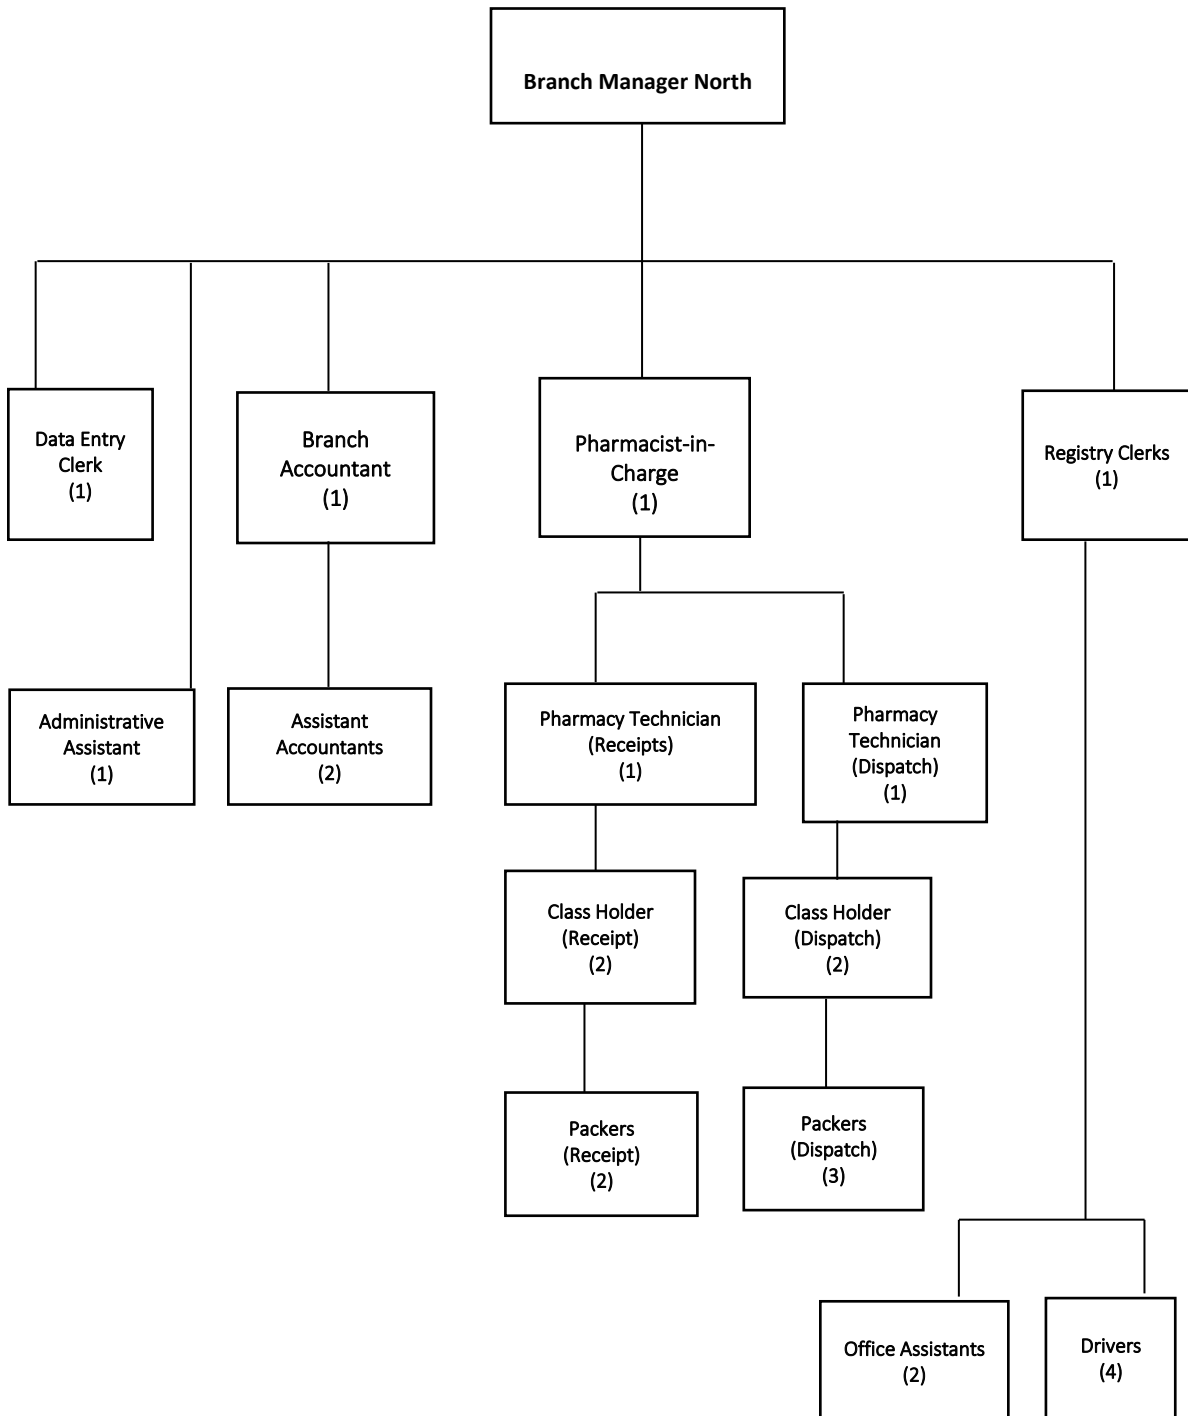 Branch Manager North
Data Entry
Clerk
(1)
Branch
Accountant
(1)
Pharmacist-in-
Charge
(1)
Registry Clerks
(1)
Administrative
Assistant
(1)
Assistant
Accountants
(2)
Pharmacy Technician
(Receipts)
(1)
Pharmacy
Technician
(Dispatch)
(1)
Class Holder
(Receipt)
(2)
Class Holder
(Dispatch)
(2)
Packers
(Receipt)
(2)
Packers
(Dispatch)
(3)
Office Assistants
(2)
Drivers
(4)